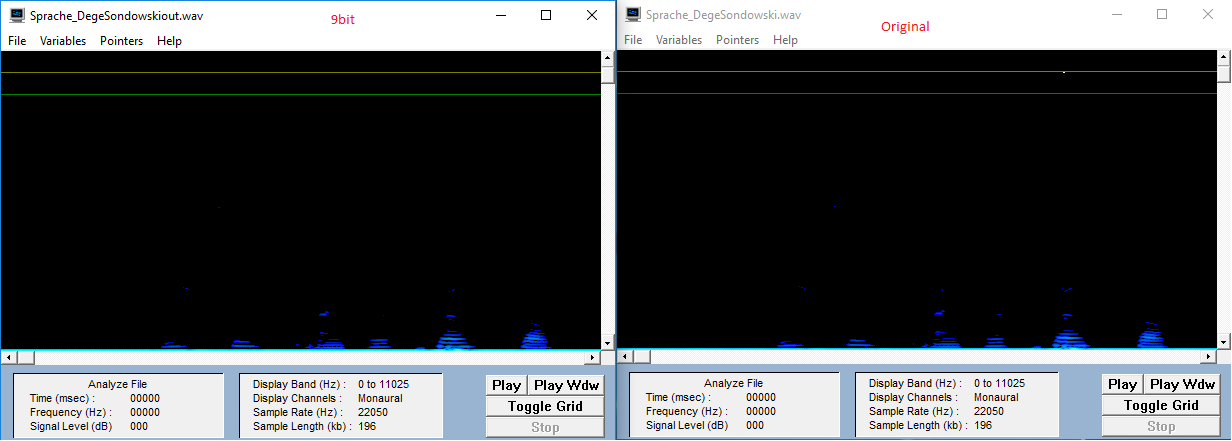 Sprache_DegeSondowskiout.wav
9bit
File Variables Pointers Help
Analyze File
Time (msec) : 00000
Frequency (Hz) : 00000
Signal Level (dB) 000
Display Band (Hz) : 0 to 11025
Display Channels : Monaural
Sample Rate (Hz) : 22050
Sample Length (kb) : 196
Play Play Wdw
Toggle Grid
Stop
Sprache_DegeSondowski.wav
Original
File Variables Pointers Help
Analyze File
Time (msec) : 00000
Frequency (Hz) : 00000
Signal Level (dB) 000
Display Band (Hz) : 0 to 11025
Display Channels : Monaural
Sample Rate (Hz) : 22050
Sample Length (kb) : 196
Play Play Wdw
Toggle Grid
Stop